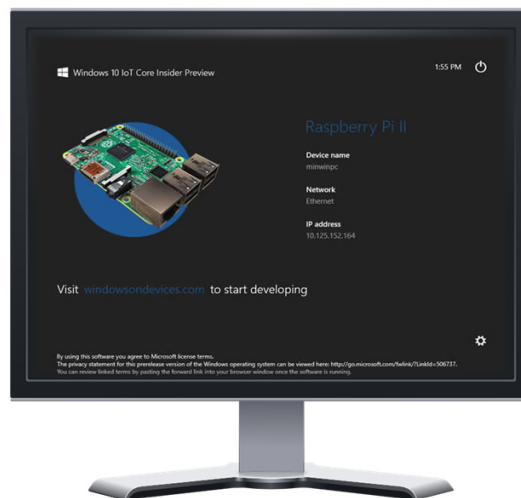 Windows 10 IoT Core Insider Preview
1:55 PM
Raspberry Pi II
Device name
minwinpc
Network
Ethernet
IP address
10.125.152.164
Visit windowsondevices.com to start developing
By using this software you agree to Microsoft license terms.
The privacy statement for this prerelease version of the Windows operating system can be viewed here: http://go.microsoft.com/fwlink/?LinkId=506737.
You can review linked terms by pasting the forward link into your browser window once the software is running.